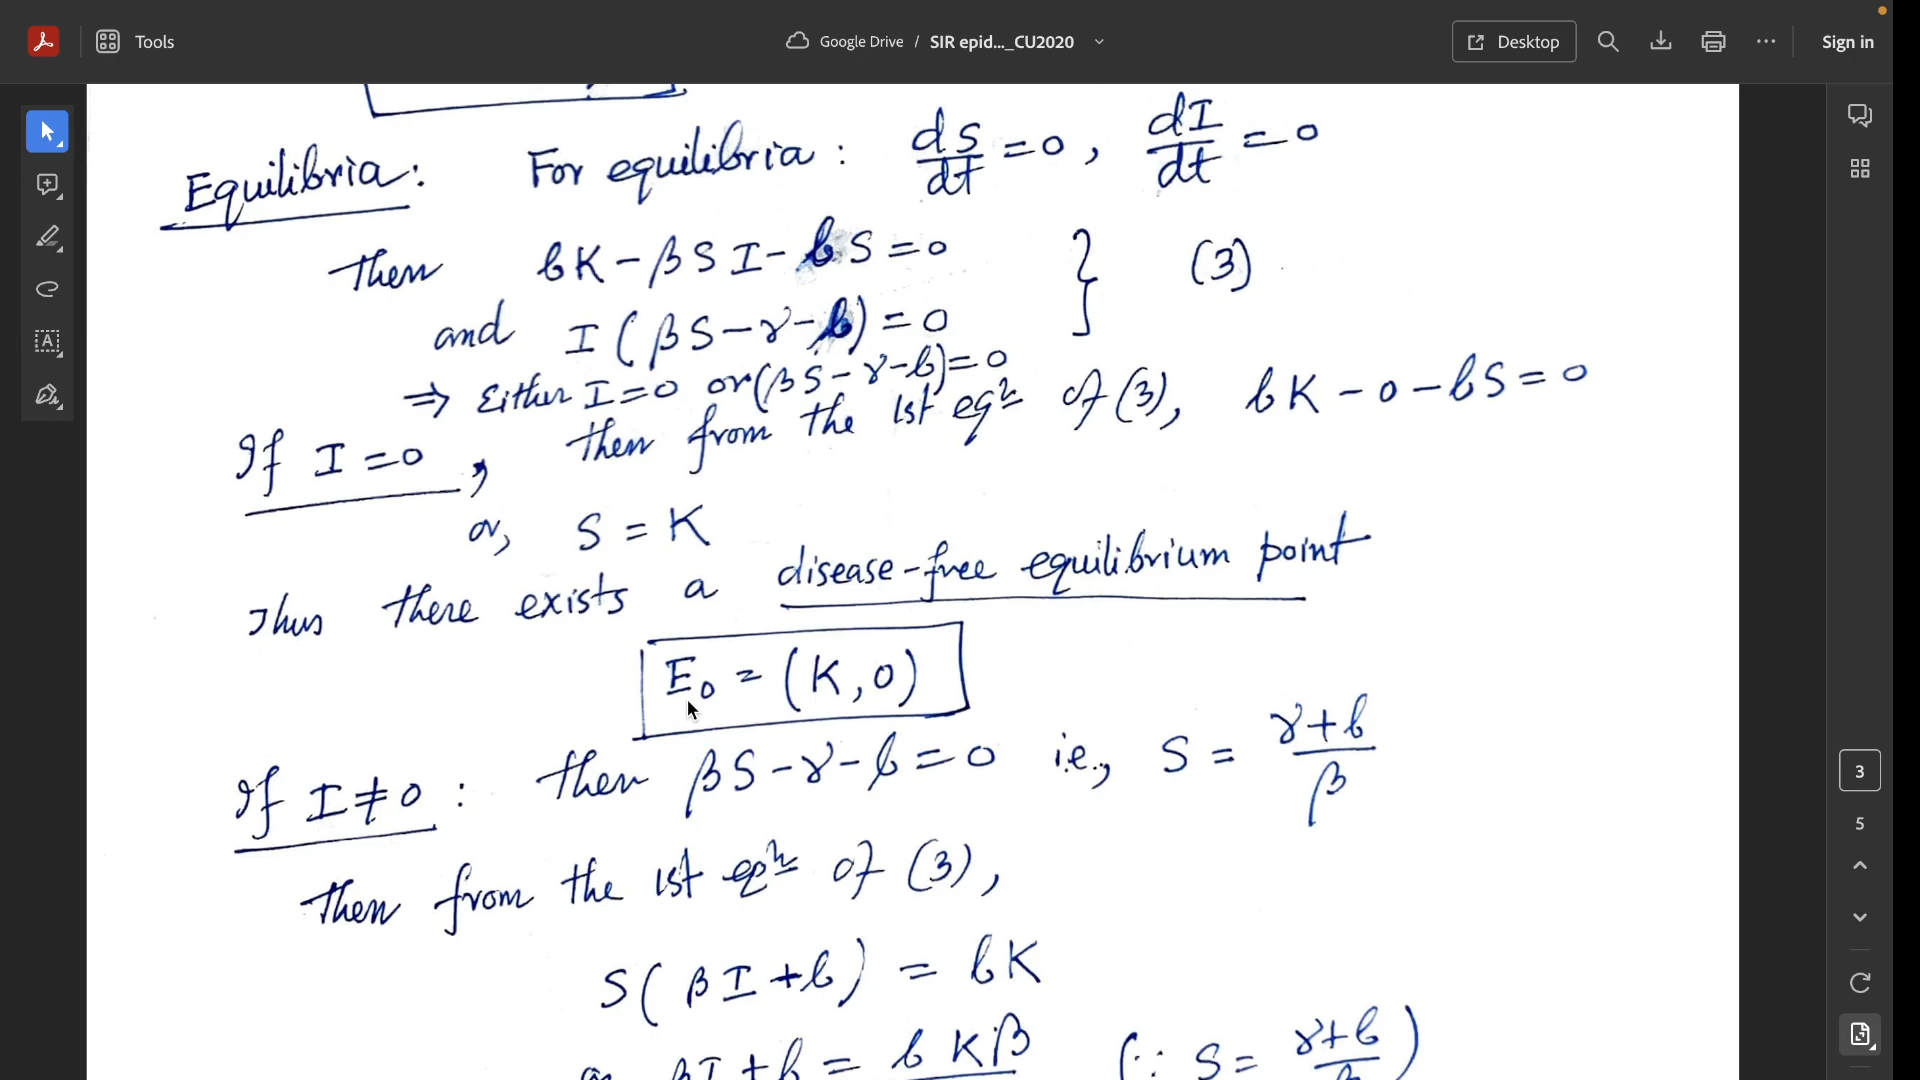 Tools
Google Drive / SIR epid..._CU2020
Desktop
Sign in
Equilibria: For equilibria: dS/dt = 0, dI/dt = 0
Then bK - βSI - bS = 0
and I(βS - γ - b) = 0 } (3)
⇒ Either I = 0 or (βS - γ - b) = 0
If I = 0, then from the 1st eqn of (3), bK - 0 - bS = 0
or, S = K
Thus there exists a disease-free equilibrium point
E₀ = (K, 0)
If I ≠ 0: then βS - γ - b = 0 i.e., S = (γ+b)/β
Then from the 1st eqn of (3),
S(βI + b) = bK
or βI + b = bKβ (∵ S = (γ+b)/β)
3
5